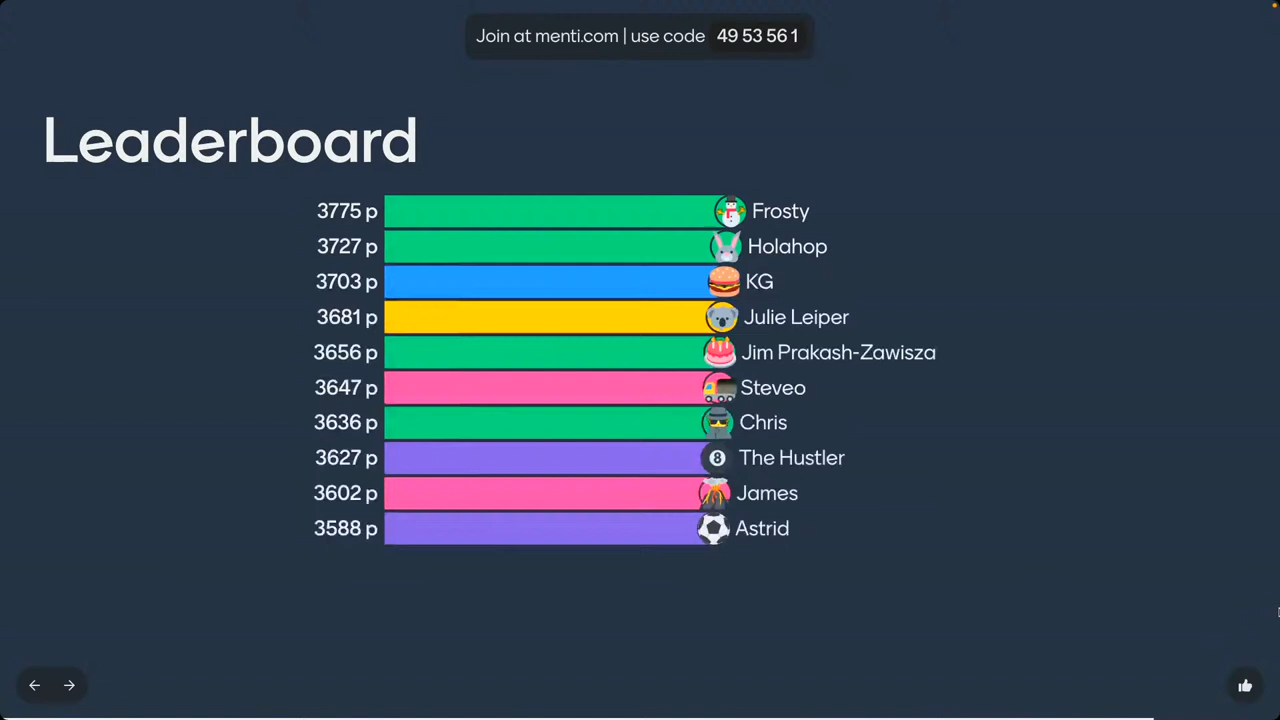 Join at menti.com | use code 49 53 56 1
Leaderboard
3775 p Frosty
3727 p Holahop
3703 p KG
3681 p Julie Leiper
3656 p Jim Prakash-Zawisza
3647 p Steveo
3636 p Chris
3627 p 8 The Hustler
3602 p James
3588 p Astrid